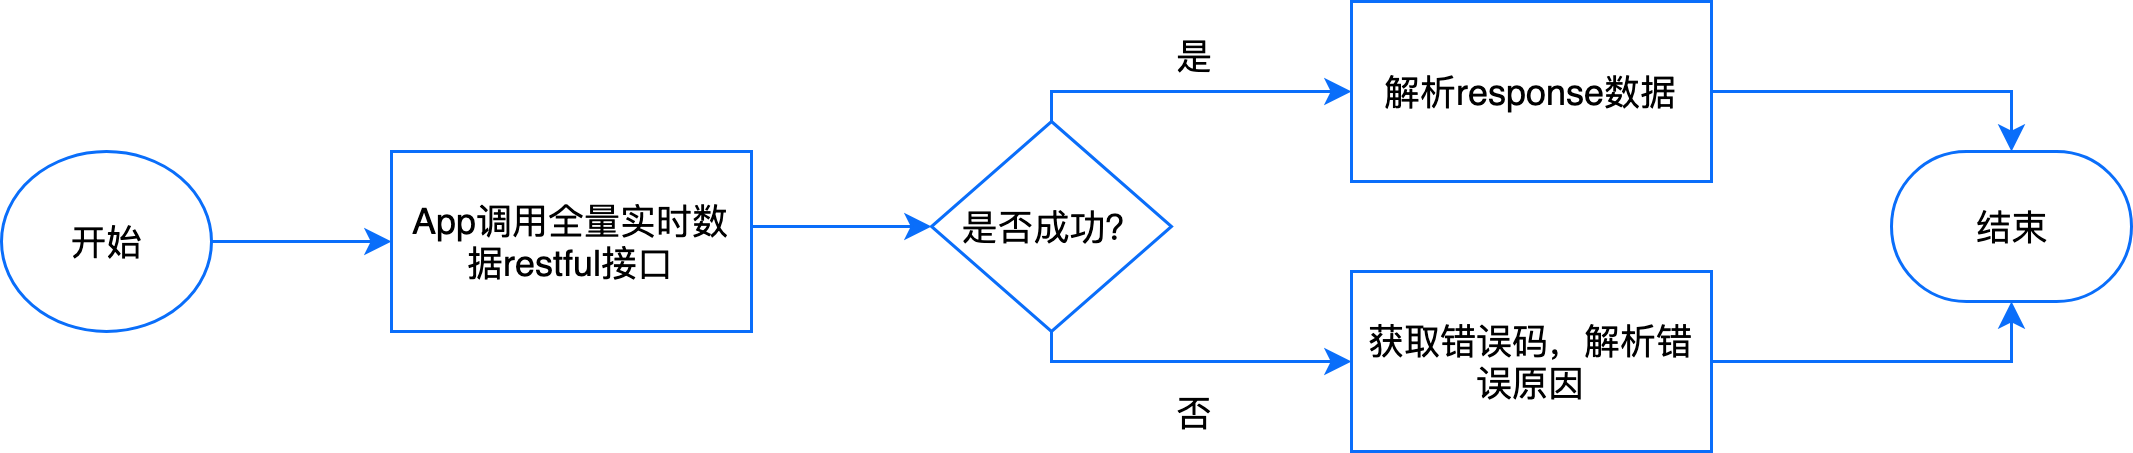 开始
App调用全量实时数
据restful接口
是否成功？
是
解析response数据
否
获取错误码，解析错
误原因
结束